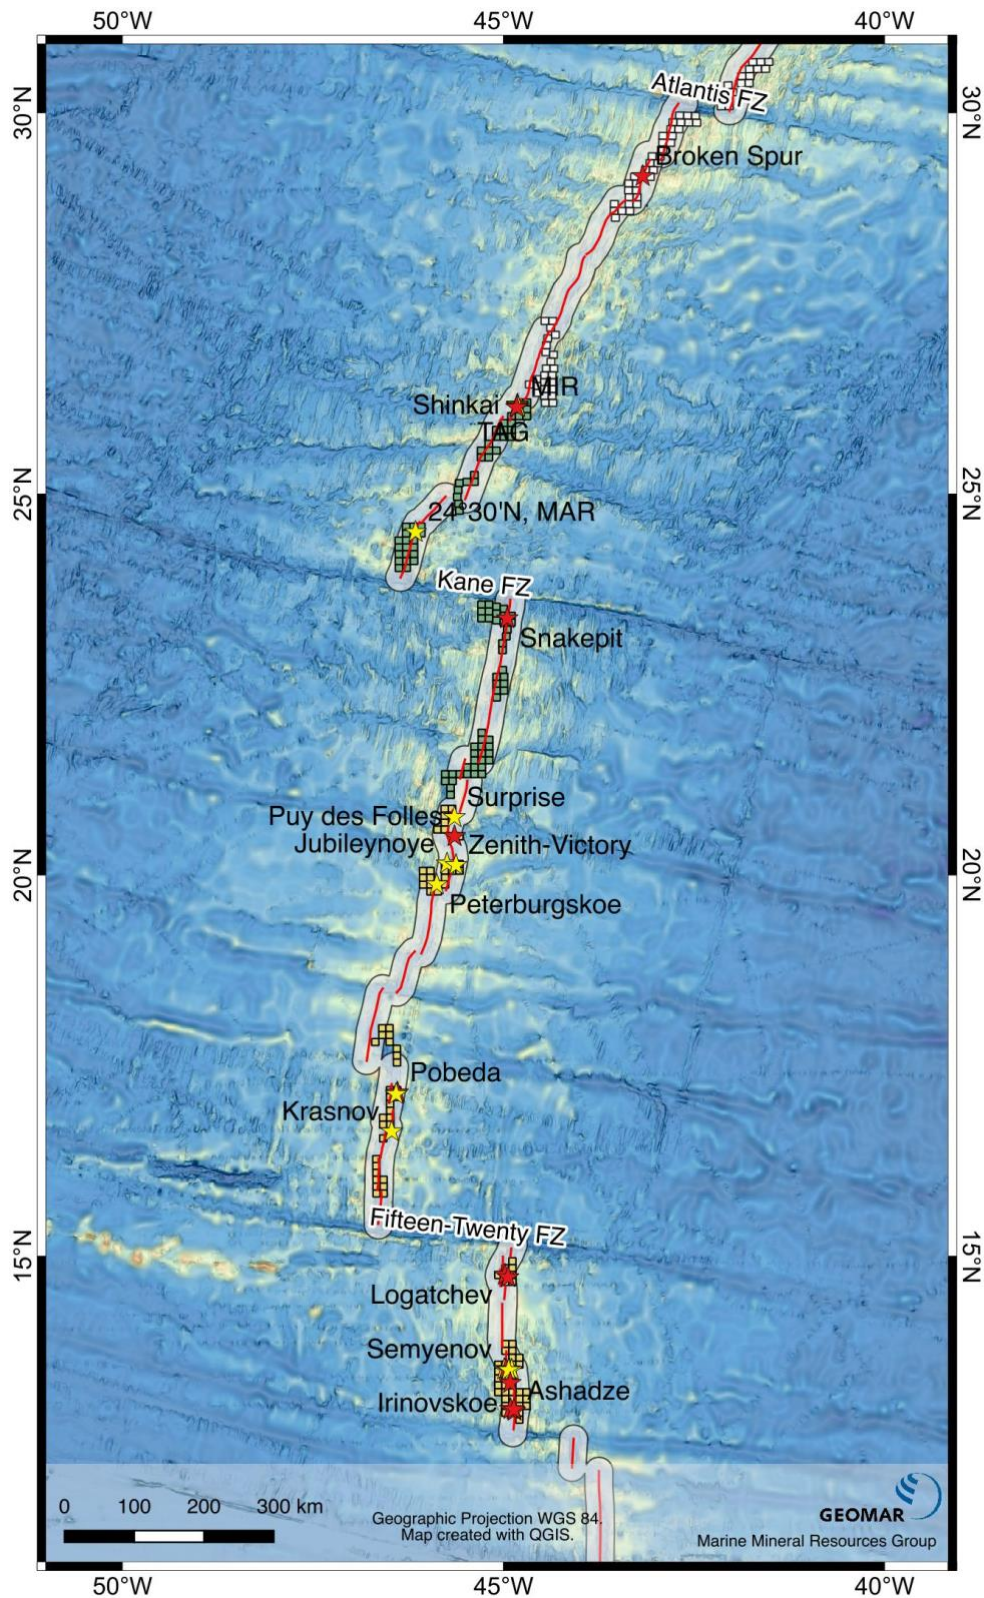 50°W 45°W 40°W
Atlantis FZ
30°N
30°N
Broken Spur
MIR
Shinkai
TAG
25°N
25°N
24°30'N, MAR
Kane FZ
Snakepit
Surprise
Puy des Folles
Jubileynoye
Zenith-Victory
20°N
20°N
Peterburgskoe
Pobeda
Krasnov
Fifteen-Twenty FZ
15°N
15°N
Logatchev
Semyenov
Ashadze
Irinovskoe
0 100 200 300 km
Geographic Projection WGS 84.
Map created with QGIS.
GEOMAR
Marine Mineral Resources Group
50°W 45°W 40°W